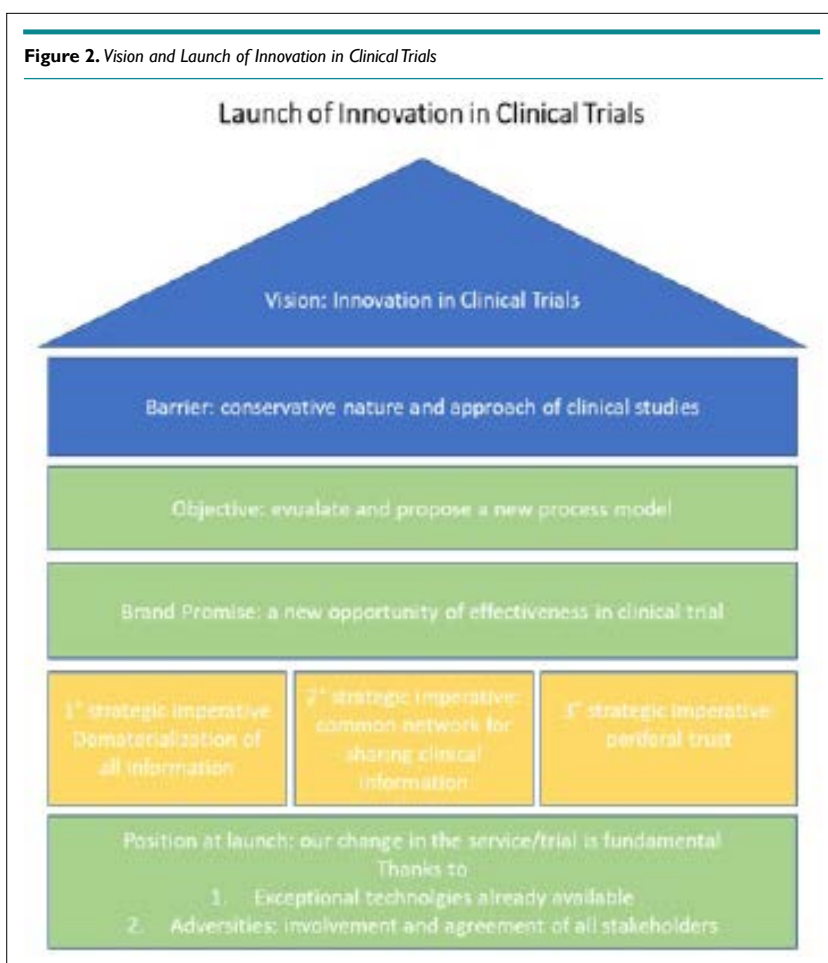 Figure 2. Vision and Launch of Innovation in Clinical Trials
Launch of Innovation in Clinical Trials
Vision: Innovation in Clinical Trials
Barrier: conservative nature and approach of clinical studies
Objective: evualate and propose a new process model
Brand Promise: a new opportunity of effectiveness in clinical trial
1° strategic imperative
Dematerialization of
all information
2° strategic imperative:
common network for
sharing clinical
information
3° strategic imperative
periferal trust
Position at launch: our change in the service/trial is fundamental
Thanks to
1. Exceptional technolgies already available
2. Adversities: involvement and agreement of all stakeholders